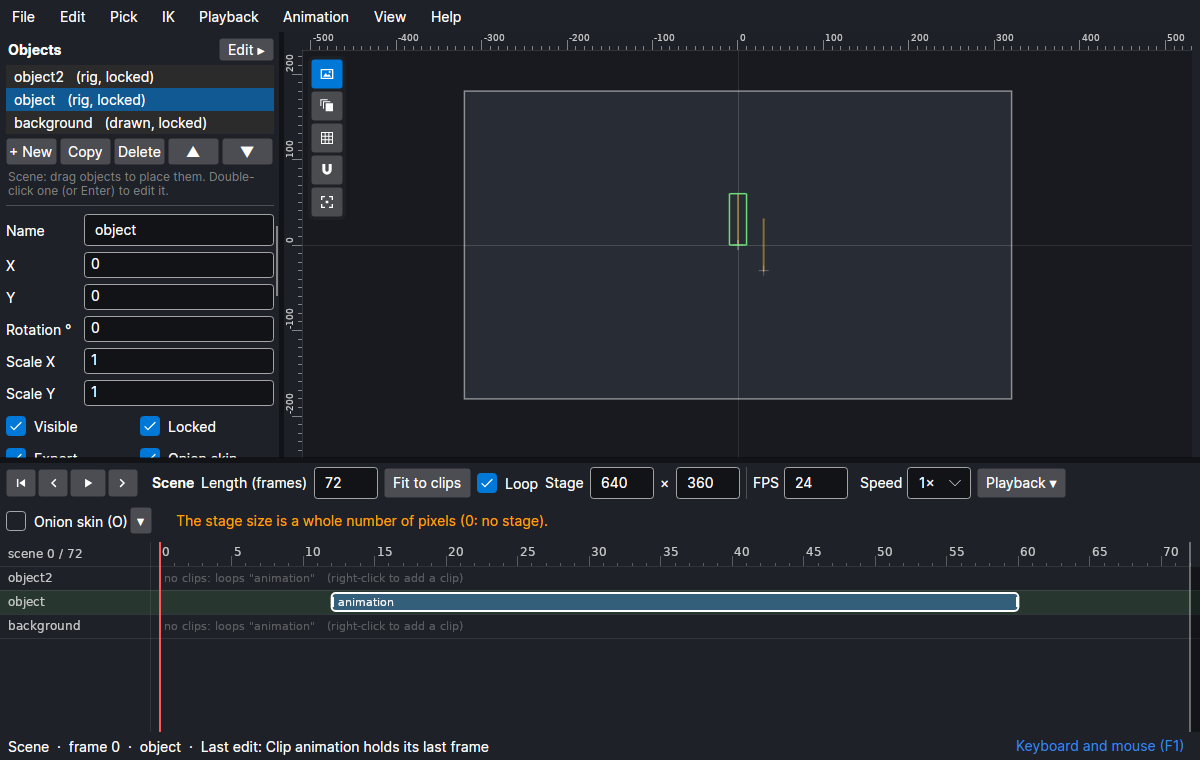 File Edit Pick IK Playback Animation View Help
Objects Edit ▸
object2 (rig, locked)
object (rig, locked)
background (drawn, locked)
+ New Copy Delete ▲ ▼
Scene: drag objects to place them. Double-
click one (or Enter) to edit it.
Name object
X 0
Y 0
Rotation ° 0
Scale X 1
Scale Y 1
Visible Locked
Export Onion skin
-500 -400 -300 -200 -100 0 100 200 300 400 500
200
100
0
-100
-200
Scene Length (frames) 72 Fit to clips Loop Stage 640 × 360 FPS 24 Speed 1× Playback ▾
Onion skin (O) ▾ The stage size is a whole number of pixels (0: no stage).
scene 0 / 72 0 5 10 15 20 25 30 35 40 45 50 55 60 65 70
object2 no clips: loops "animation" (right-click to add a clip)
object animation
background no clips: loops "animation" (right-click to add a clip)
Scene · frame 0 · object · Last edit: Clip animation holds its last frame Keyboard and mouse (F1)